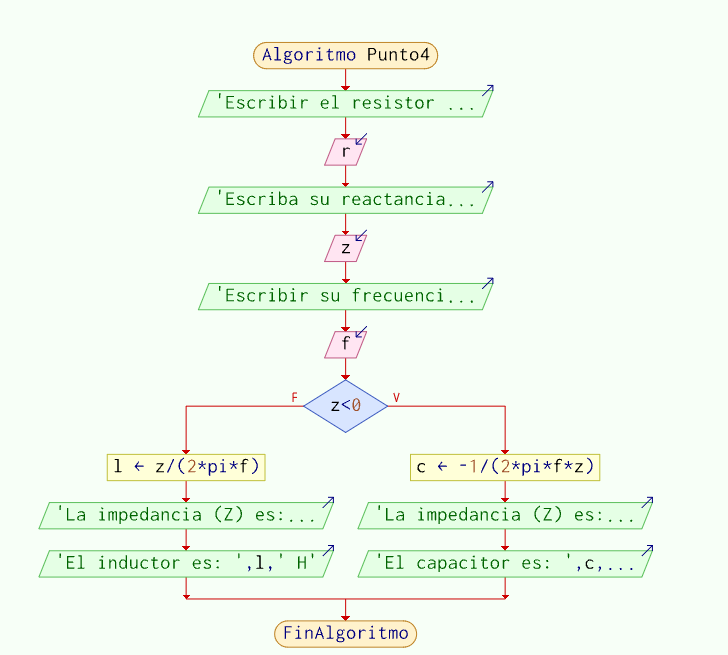 Algoritmo Punto4
'Escribir el resistor ...
r
'Escriba su reactancia...
z
'Escribir su frecuenci...
f
F
z<0
V
l ← z/(2*pi*f)
c ← -1/(2*pi*f*z)
'La impedancia (Z) es:...
'La impedancia (Z) es:...
'El inductor es: ',l,' H'
'El capacitor es: ',c,...
FinAlgoritmo